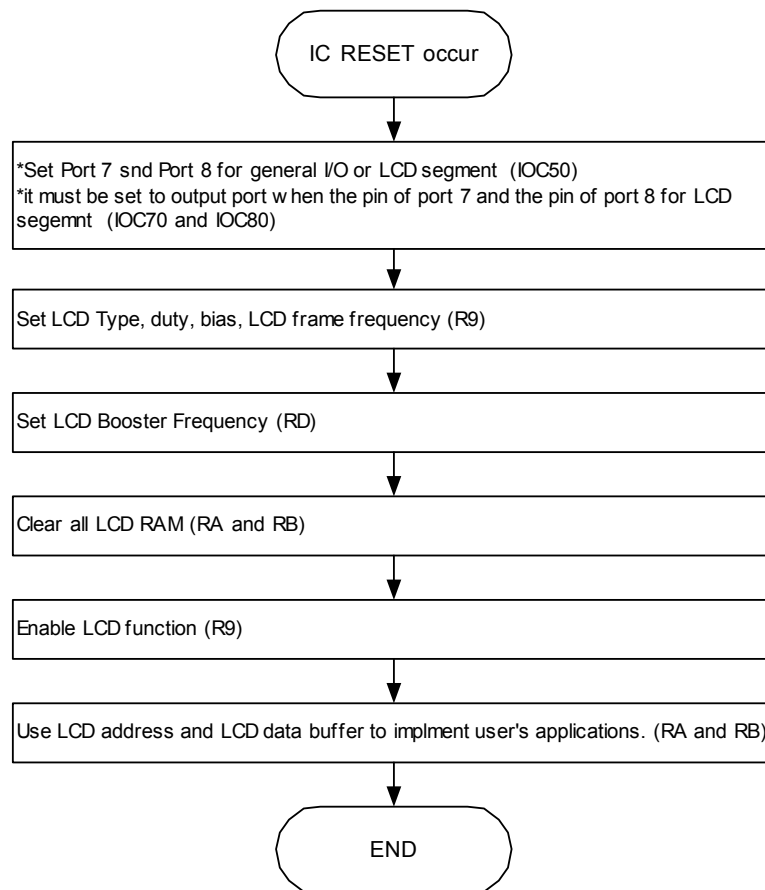 IC RESET occur
*Set Port 7 snd Port 8 for general I/O or LCD segment (IOC50)
*it must be set to output port when the pin of port 7 and the pin of port 8 for LCD
segemnt (IOC70 and IOC80)
Set LCD Type, duty, bias, LCD frame frequency (R9)
Set LCD Booster Frequency (RD)
Clear all LCD RAM (RA and RB)
Enable LCD function (R9)
Use LCD address and LCD data buffer to implment user's applications. (RA and RB)
END